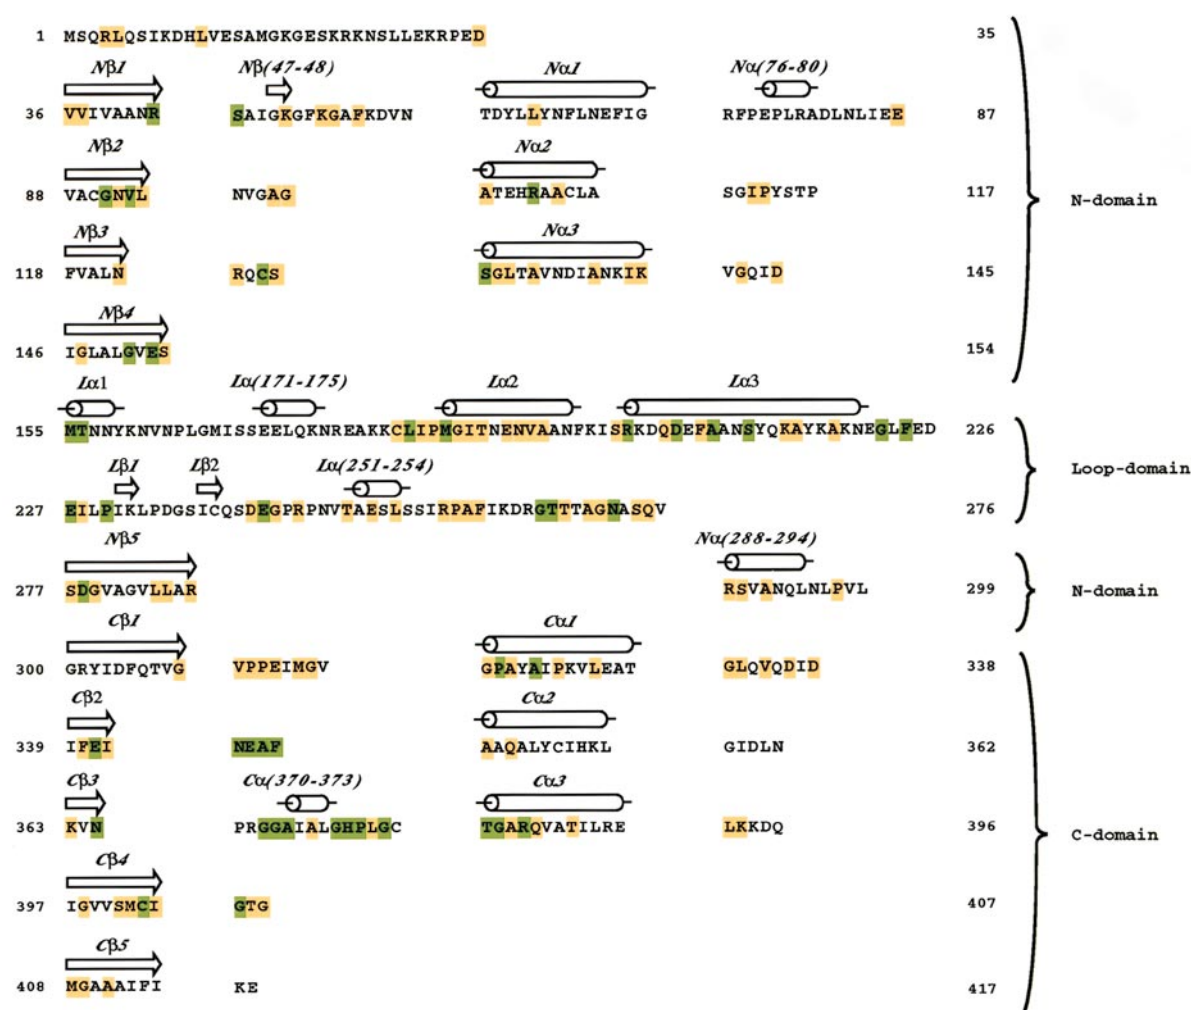 1 MSQRLQSIKDHLVESAMGKGESKRKNSLLEKRPED 35
Nβ1 Nβ(47-48) Nα1 Nα(76-80)
36 VVIVAANR SAIGKGFKGAFKDVN TDYLLYNFLNEFIG RFPEPLRADLNLIEE 87
Nβ2 Nα2
88 VACGNVL NVGAG ATEHRAACLA SGIPYSTP 117
N-domain
Nβ3 Nα3
118 FVALN RQCS SGLTAVNDIANKIK VGQID 145
Nβ4
146 IGLALGVES 154
Lα1 Lα(171-175) Lα2 Lα3
155 MTNNYKNVNPLGMISSEELQKNREAKKCLIPMGITNENVAANFKISRKDQDEFAANSYQKAYKAKNEGLFED 226
Lβ1 Lβ2 Lα(251-254)
Loop-domain
227 EILPIKLPDGSICQSDEGPRPNVTAESLSSIRPAFIKDRGTTTAGNASQV 276
Nβ5 Nα(288-294)
277 SDGVAGVLLAR RSVANQLNLPVL 299
N-domain
Cβ1 Cα1
300 GRYIDFQTVG VPPEIMGV GPAYAIPKVLEAT GLQVQDID 338
Cβ2 Cα2
339 IFEI NEAF AAQALYCIHKL GIDLN 362
Cβ3 Cα(370-373) Cα3
363 KVN PRGGAIALGHPLGC TGARQVATILRE LKKDQ 396
C-domain
Cβ4
397 IGVVSMCI GTG 407
Cβ5
408 MGAAAIFI KE 417